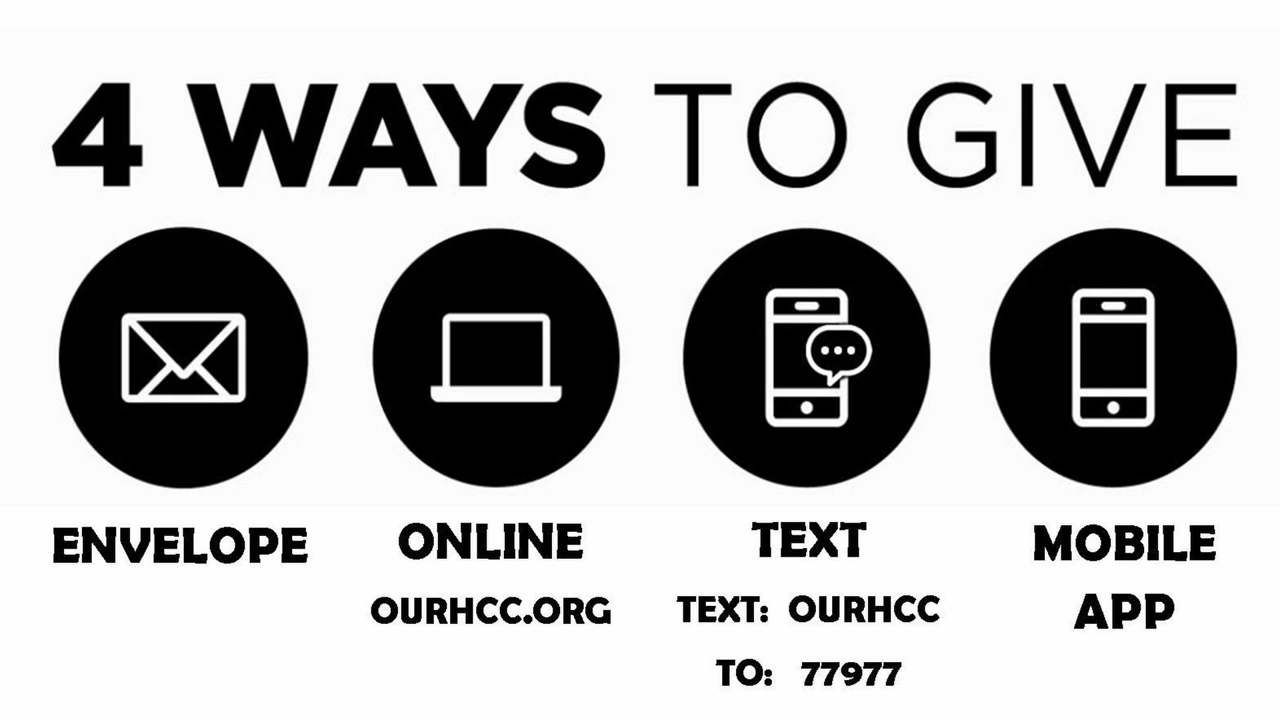 4 WAYS TO GIVE
ENVELOPE
ONLINE
OURHCC.ORG
TEXT
TEXT: OURHCC
TO: 77977
MOBILE
APP